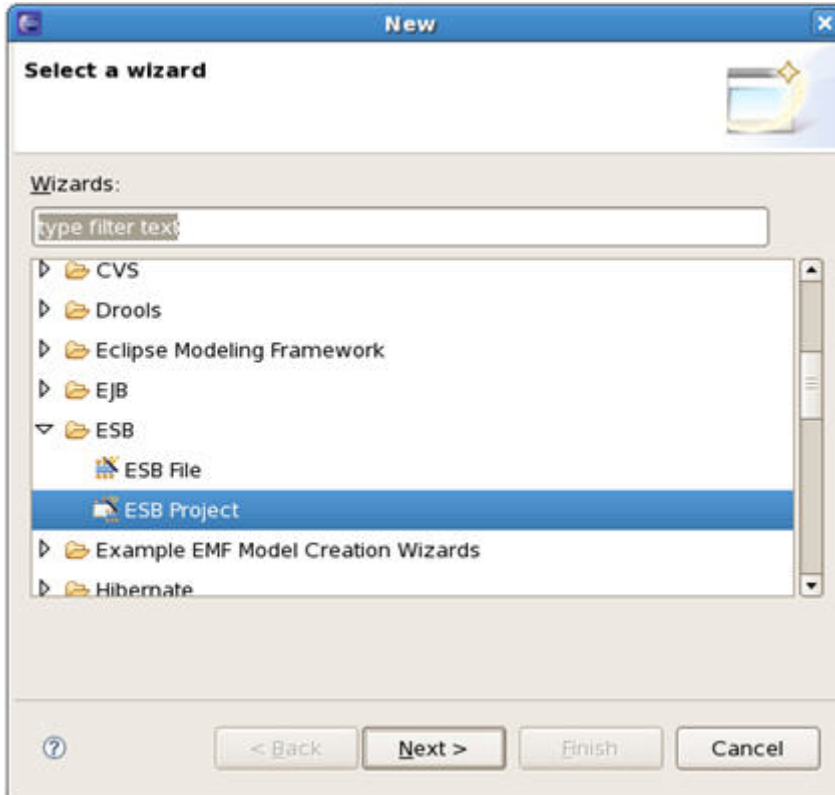 New
Select a wizard
Wizards:
type filter text
CVS
Drools
Eclipse Modeling Framework
EJB
ESB
ESB File
ESB Project
Example EMF Model Creation Wizards
Hibernate
< Back Next > Finish Cancel